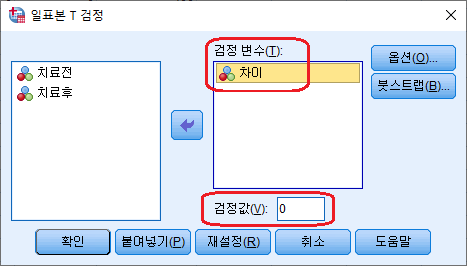 일표본 T 검정
치료전
치료후
검정 변수(T):
차이
옵션(O)...
붓스트랩(B)...
검정값(V): 0
확인
붙여넣기(P)
재설정(R)
취소
도움말